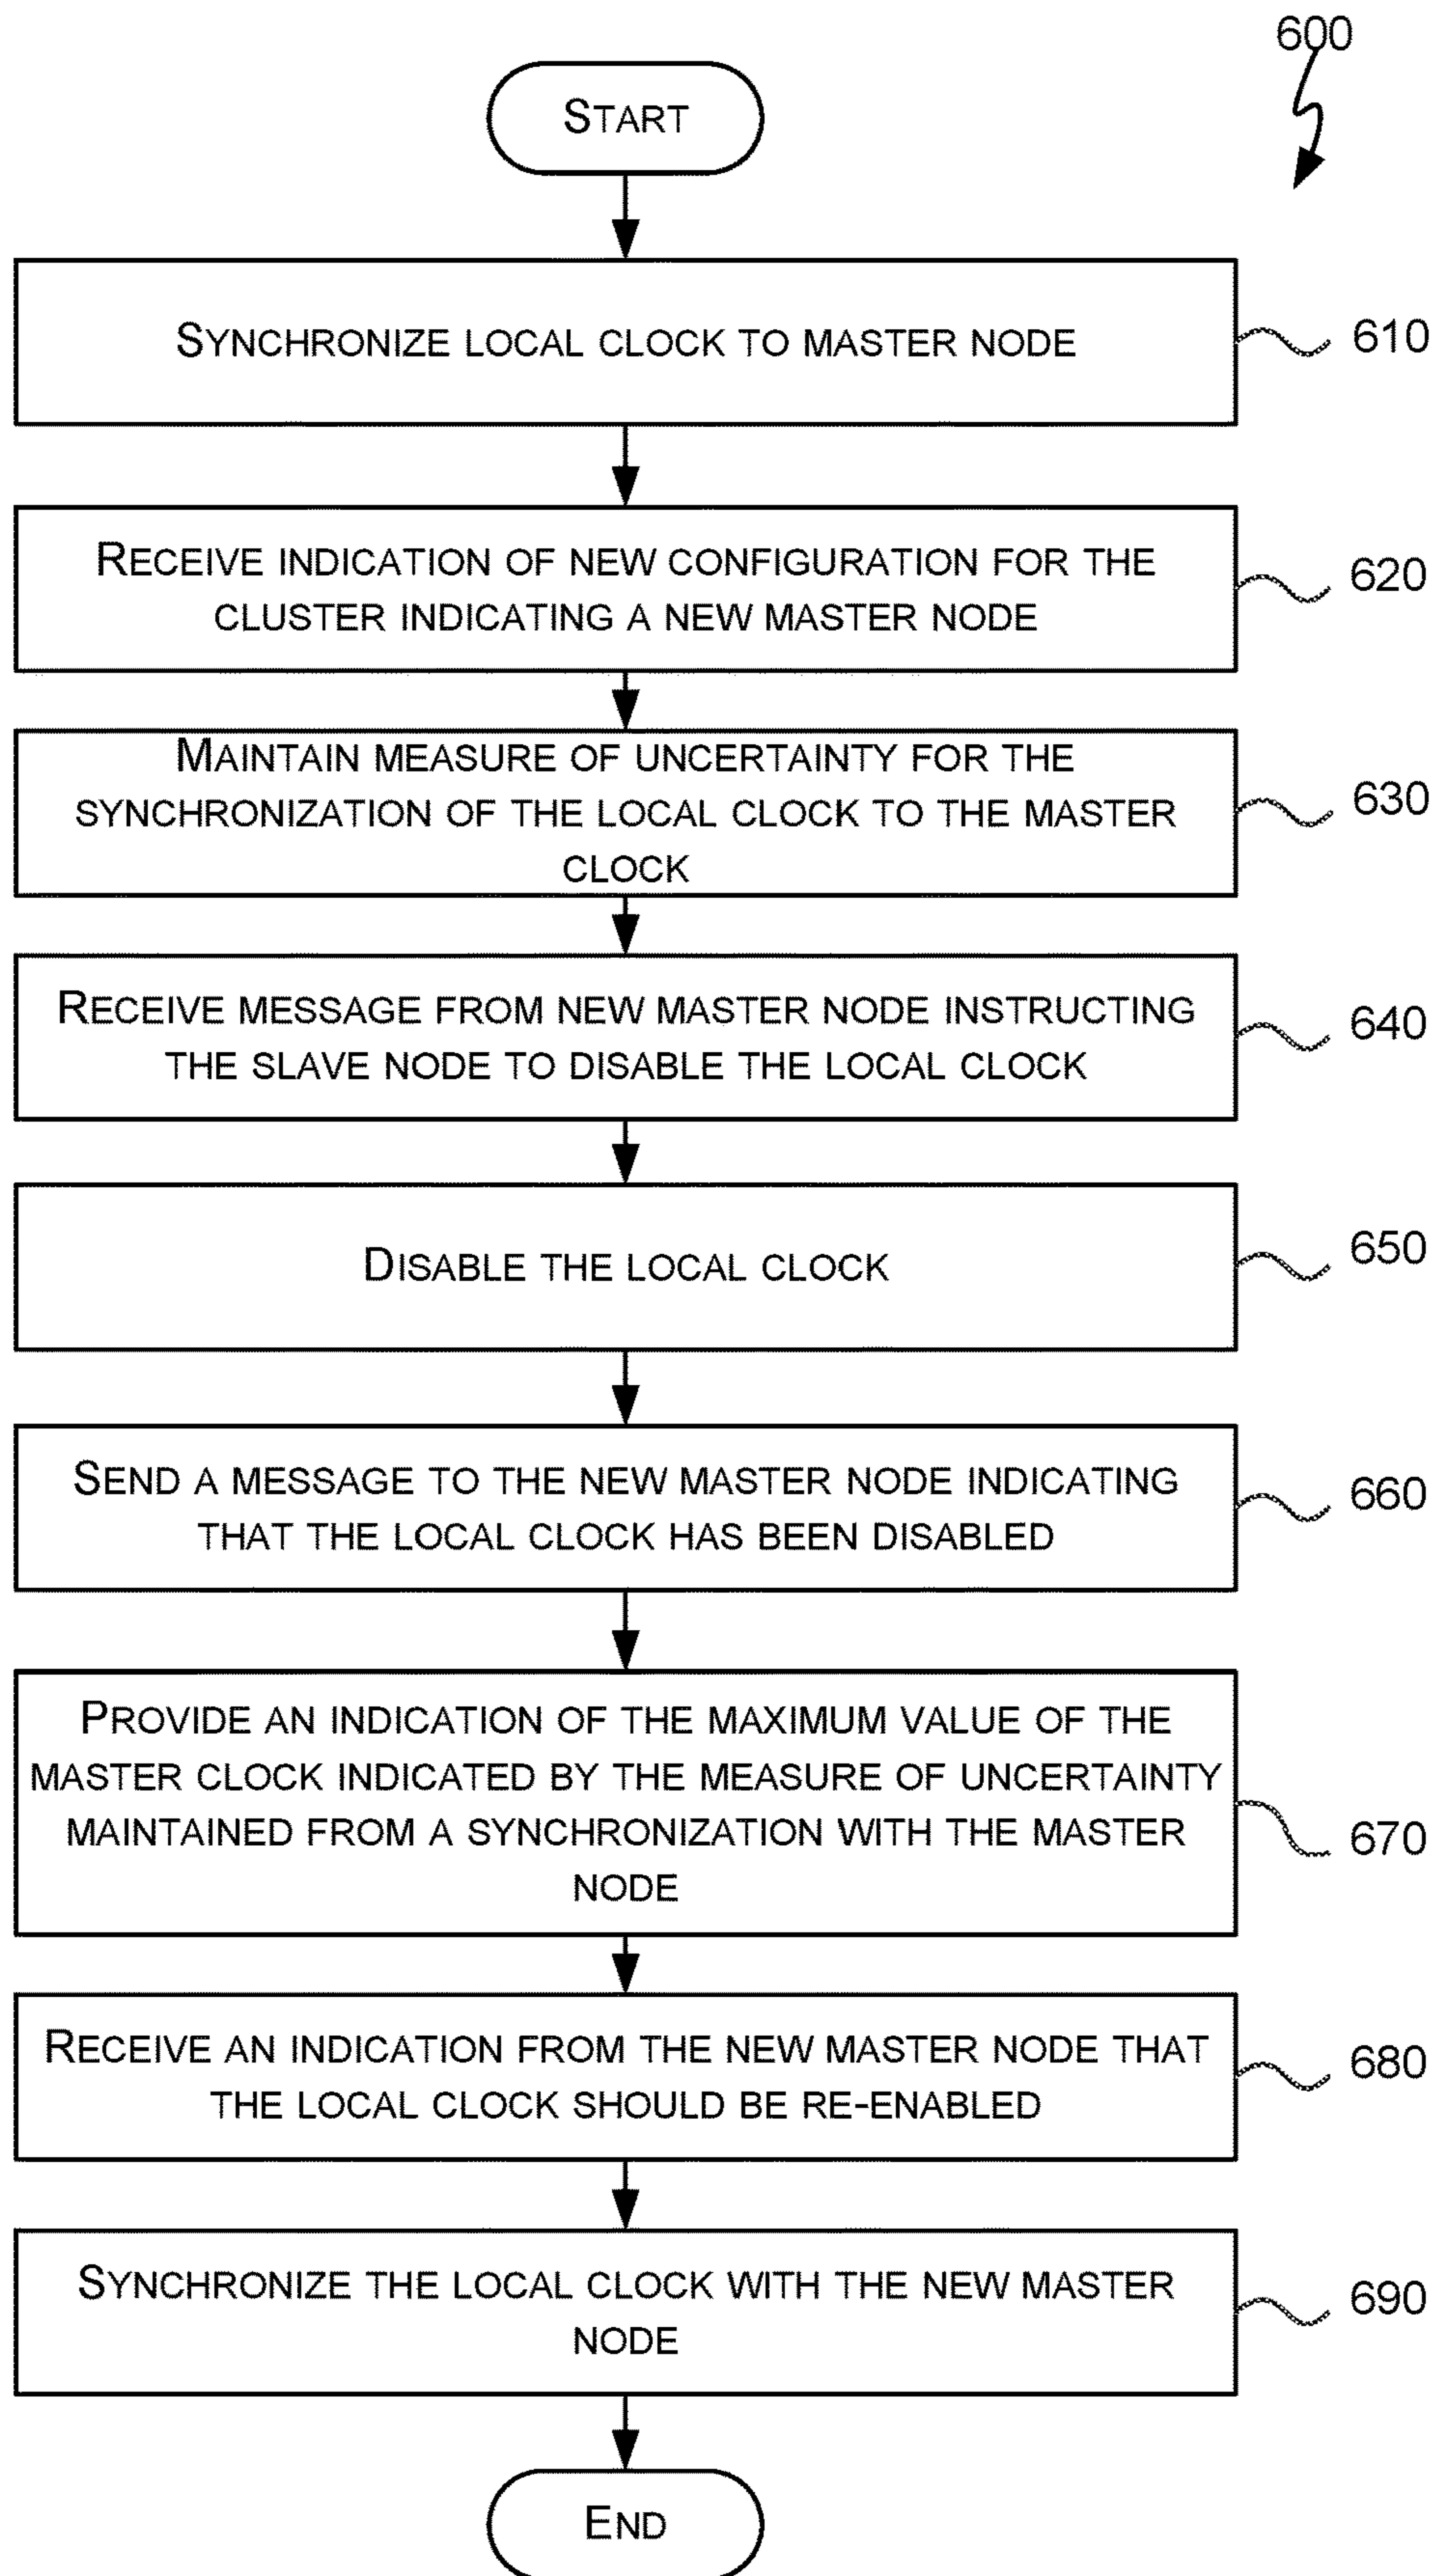 600
START
SYNCHRONIZE LOCAL CLOCK TO MASTER NODE
610
RECEIVE INDICATION OF NEW CONFIGURATION FOR THE
CLUSTER INDICATING A NEW MASTER NODE
620
MAINTAIN MEASURE OF UNCERTAINTY FOR THE
SYNCHRONIZATION OF THE LOCAL CLOCK TO THE MASTER
CLOCK
630
RECEIVE MESSAGE FROM NEW MASTER NODE INSTRUCTING
THE SLAVE NODE TO DISABLE THE LOCAL CLOCK
640
DISABLE THE LOCAL CLOCK
650
SEND A MESSAGE TO THE NEW MASTER NODE INDICATING
THAT THE LOCAL CLOCK HAS BEEN DISABLED
660
PROVIDE AN INDICATION OF THE MAXIMUM VALUE OF THE
MASTER CLOCK INDICATED BY THE MEASURE OF UNCERTAINTY
MAINTAINED FROM A SYNCHRONIZATION WITH THE MASTER
NODE
670
RECEIVE AN INDICATION FROM THE NEW MASTER NODE THAT
THE LOCAL CLOCK SHOULD BE RE-ENABLED
680
SYNCHRONIZE THE LOCAL CLOCK WITH THE NEW MASTER
NODE
690
END